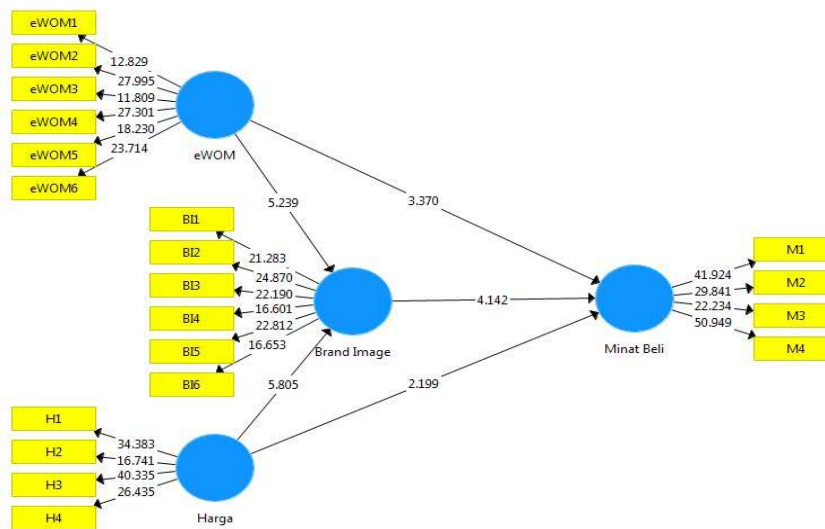 eWOM1
eWOM2
eWOM3
eWOM4
eWOM5
eWOM6
12.829
27.995
11.809
27.301
18.230
23.714
eWOM
5.239
3.370
BI1
BI2
BI3
BI4
BI5
BI6
21.283
24.870
22.190
16.601
22.812
16.653
Brand Image
4.142
5.805
2.199
M1
M2
M3
M4
41.924
29.841
22.234
50.949
Minat Beli
H1
H2
H3
H4
34.383
16.741
40.335
26.435
Harga